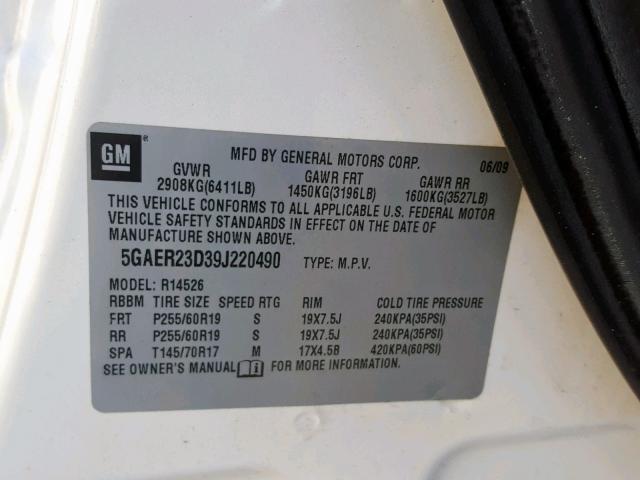 GM ®
MFD BY GENERAL MOTORS CORP. 06/09
GVWR GAWR FRT GAWR RR
2908KG(6411LB) 1450KG(3196LB) 1600KG(3527LB)
THIS VEHICLE CONFORMS TO ALL APPLICABLE U.S. FEDERAL MOTOR
VEHICLE SAFETY STANDARDS IN EFFECT ON THE DATE OF
MANUFACTURE SHOWN ABOVE.
5GAER23D39J220490 TYPE: M.P.V.
MODEL: R14526
RBBM TIRE SIZE SPEED RTG RIM COLD TIRE PRESSURE
FRT P255/60R19 S 19X7.5J 240KPA(35PSI)
RR P255/60R19 S 19X7.5J 240KPA(35PSI)
SPA T145/70R17 M 17X4.5B 420KPA(60PSI)
SEE OWNER'S MANUAL FOR MORE INFORMATION.